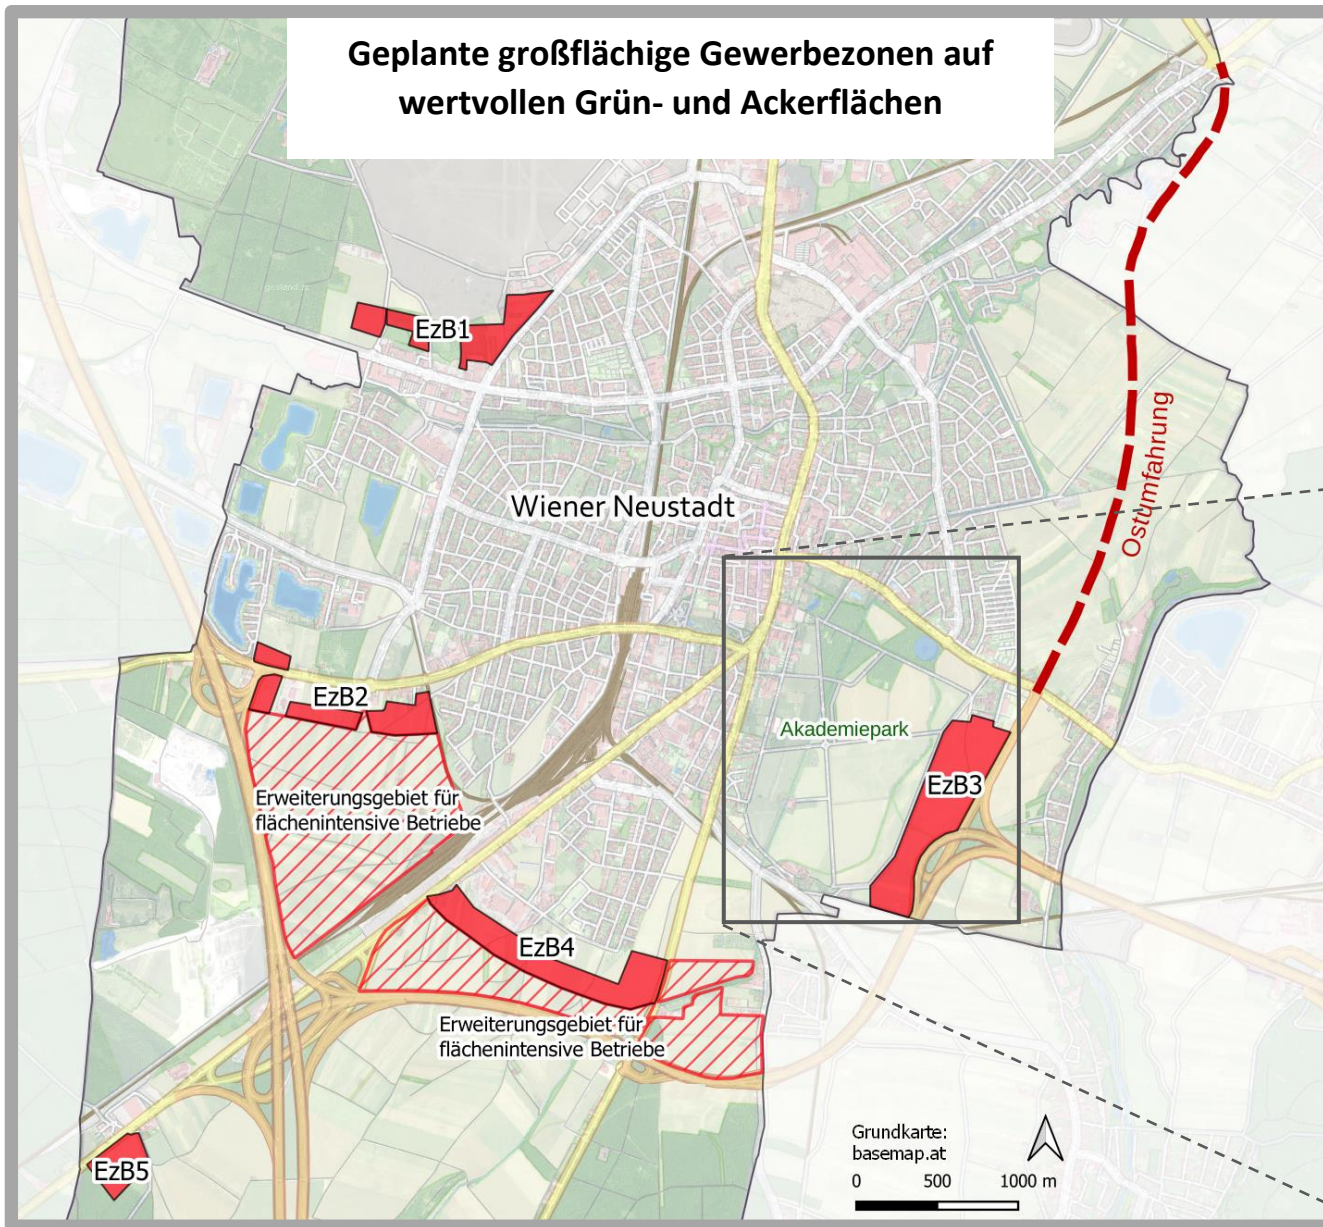 Geplante großflächige Gewerbezonen auf
wertvollen Grün- und Ackerflächen
EzB1
Wiener Neustadt
Ostumfahrung
EzB2
Akademiepark
EzB3
Erweiterungsgebiet für
flächenintensive Betriebe
EzB4
Erweiterungsgebiet für
flächenintensive Betriebe
EzB5
Grundkarte:
basemap.at
0 500 1000 m